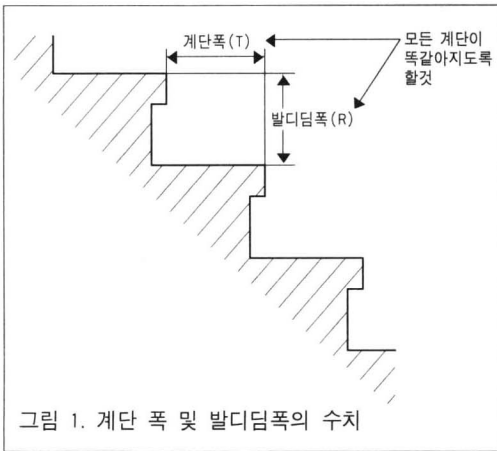 계단폭(T)
모든 계단이
똑같아지도록
할것
발디딤폭(R)
그림 1. 계단 폭 및 발디딤폭의 수치